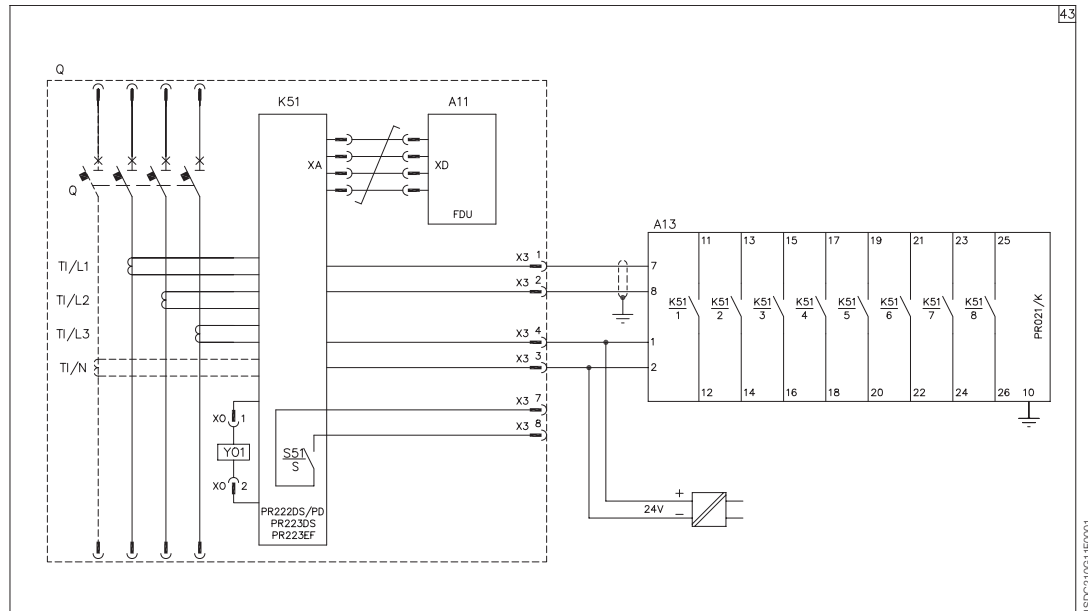 43
Q
K51
A11
XA
XD
FDU
Q
A13
11 13 15 17 19 21 23 25
TI/L1
X3 1
7
TI/L2
X3 2
8
K51 K51 K51 K51 K51 K51 K51 K51
1 2 3 4 5 6 7 8
PR021/K
TI/L3
X3 4
1
TI/N
X3 3
2
12 14 16 18 20 22 24 26 10
X3 7
XO 1
X3 8
YO1
S51
S
XO 2
PR222DS/PD
PR223DS
PR223EF
+
24V
−